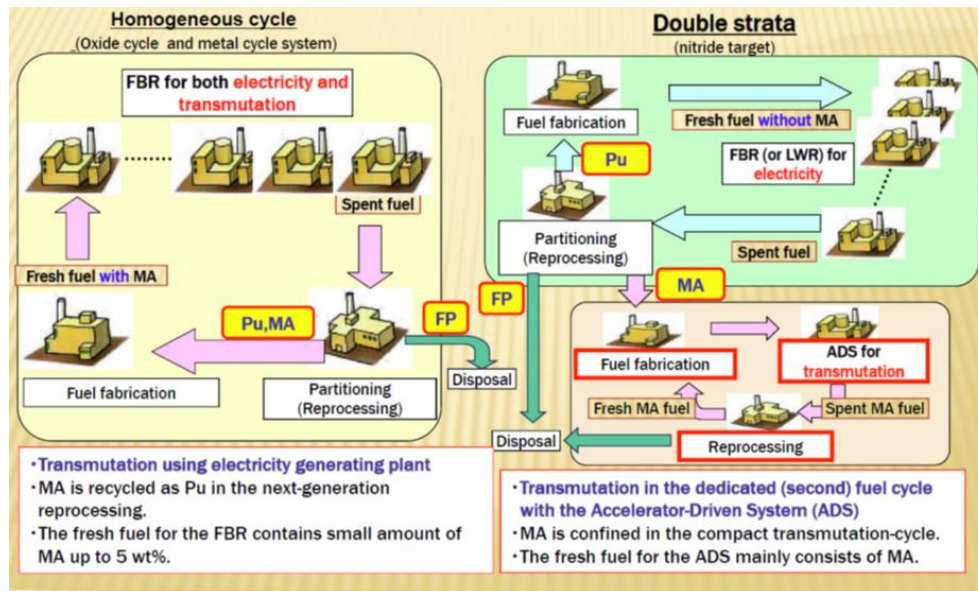 Homogeneous cycle
(Oxide cycle and metal cycle system)
FBR for both electricity and
transmutation
Spent fuel
Fresh fuel with MA
Pu,MA
FP
Fuel fabrication
Partitioning
(Reprocessing)
Disposal
・Transmutation using electricity generating plant
・MA is recycled as Pu in the next-generation
reprocessing.
・The fresh fuel for the FBR contains small amount of
MA up to 5 wt%.
Double strata
(nitride target)
Fuel fabrication
Fresh fuel without MA
Pu
FBR (or LWR) for
electricity
Partitioning
(Reprocessing)
Spent fuel
FP
MA
Fuel fabrication
ADS for
transmutation
Fresh MA fuel
Spent MA fuel
Disposal
Reprocessing
・Transmutation in the dedicated (second) fuel cycle
with the Accelerator-Driven System (ADS)
・MA is confined in the compact transmutation-cycle.
・The fresh fuel for the ADS mainly consists of MA.